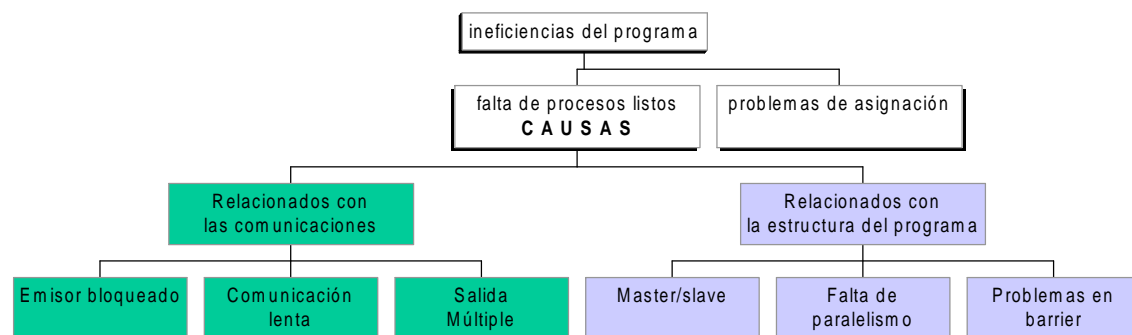 ineficiencias del programa
falta de procesos listos
CAUSAS
problemas de asignación
Relacionados con
las comunicaciones
Relacionados con
la estructura del programa
Emisor bloqueado
Comunicación
lenta
Salida
Múltiple
Master/slave
Falta de
paralelismo
Problemas en
barrier